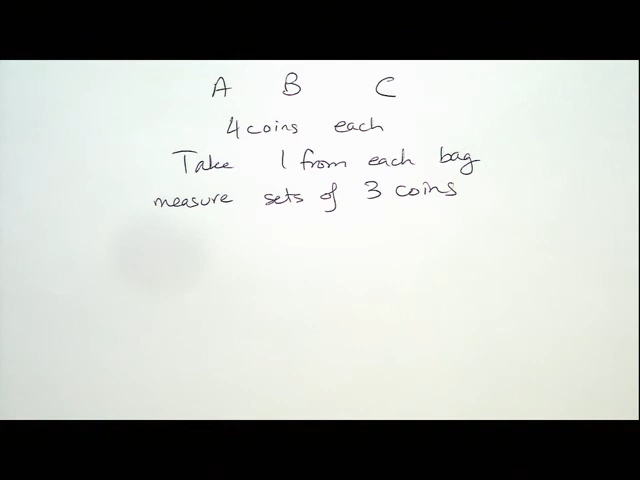 A B C
4 coins each
Take 1 from each bag
measure sets of 3 coins